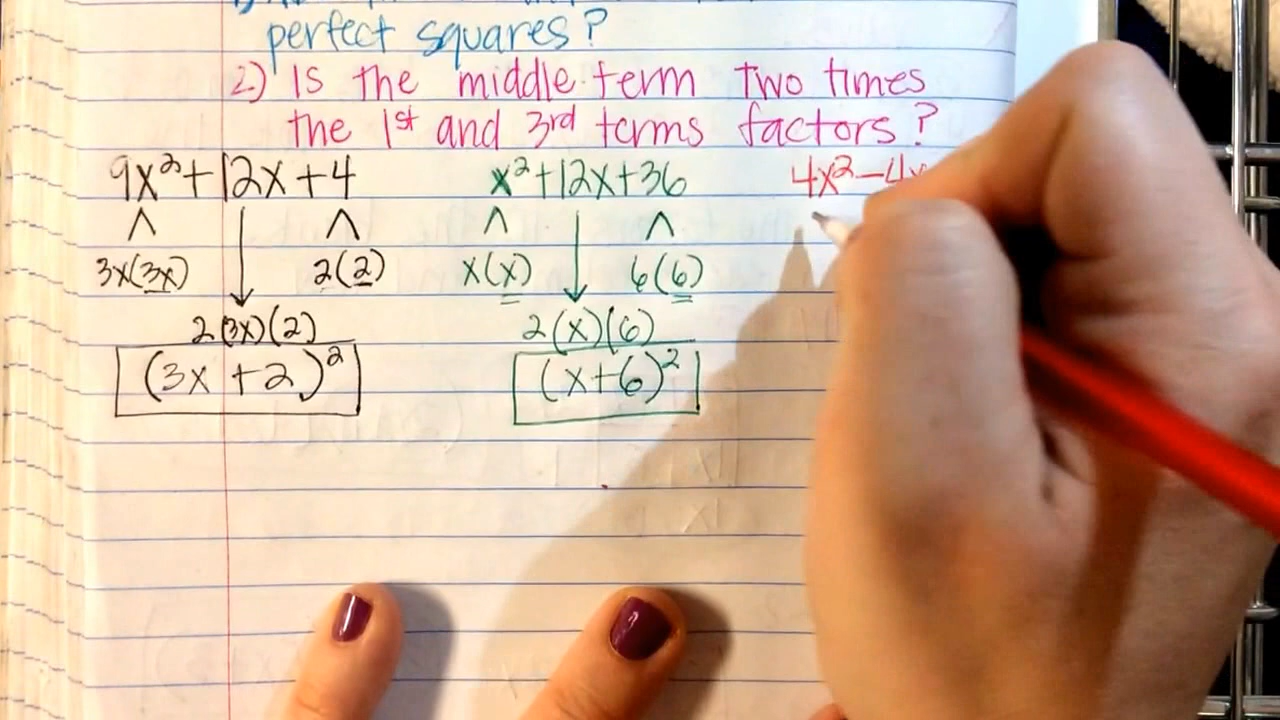 perfect squares?
2) Is the middle term two times
the 1st and 3rd terms factors?
9x²+12x+4 x²+12x+36 4x²-4x
3x(3x) 2(2) x(x) 6(6)
2(3x)(2) 2(x)(6)
(3x+2)² (x+6)²